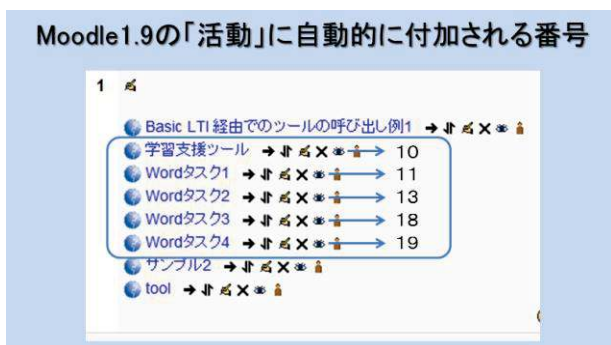 Moodle1.9の「活動」に自動的に付加される番号
1
Basic LTI 経由でのツールの呼び出し例1
学習支援ツール 10
Wordタスク1 11
Wordタスク2 13
Wordタスク3 18
Wordタスク4 19
サンプル2
tool